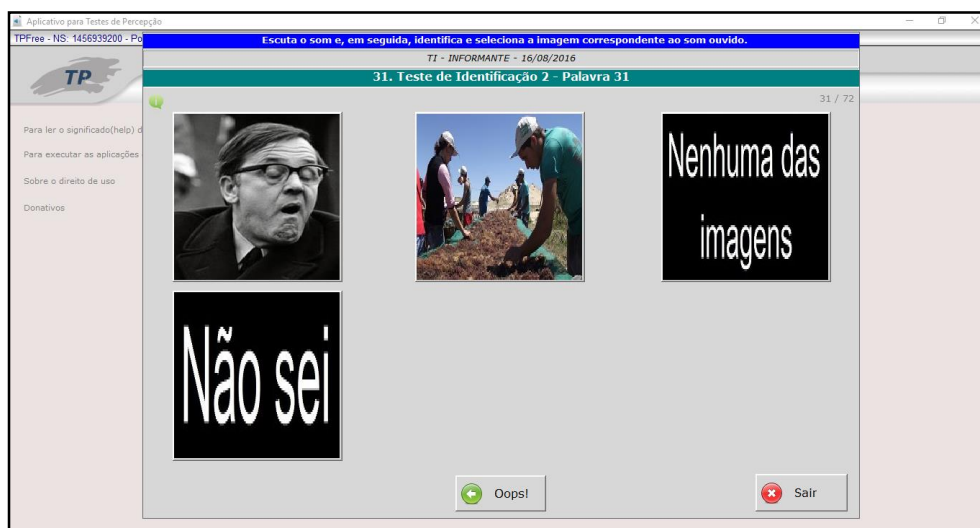 Aplicativo para Testes de Percepção
TPFree - NS: 1456939200 - Po
Escuta o som e, em seguida, identifica e seleciona a imagem correspondente ao som ouvido.
TI - INFORMANTE - 16/08/2016
31. Teste de Identificação 2 - Palavra 31
TP
31 / 72
Para ler o significado(help) d
Para executar as aplicações
Sobre o direito de uso
Donativos
Nenhuma das
imagens
Não sei
Oops!
Sair